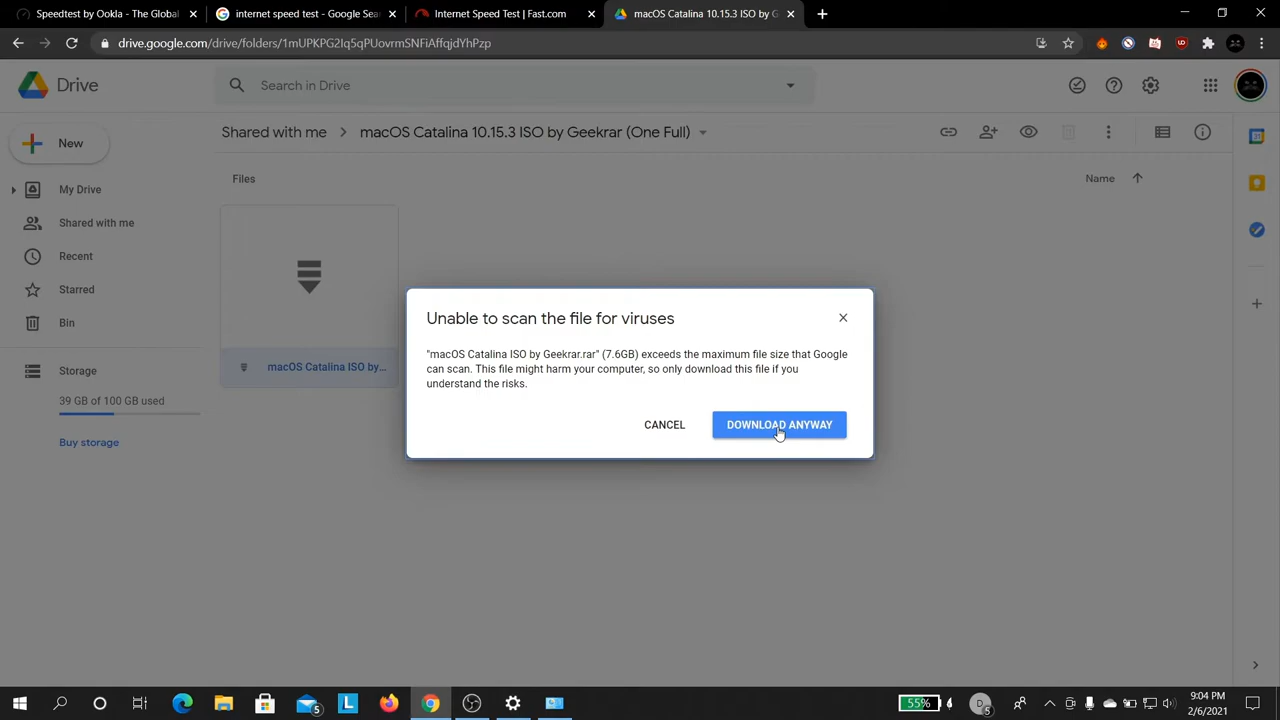 Speedtest by Ookla - The Global
internet speed test - Google Sear
Internet Speed Test | Fast.com
macOS Catalina 10.15.3 ISO by G
drive.google.com/drive/folders/1mUPKPG2Iq5qPUovrmSNFiAffqjdYhPzp
Drive
Search in Drive
New
Shared with me
macOS Catalina 10.15.3 ISO by Geekrar (One Full)
My Drive
Shared with me
Recent
Starred
Bin
Storage
39 GB of 100 GB used
Buy storage
Files
Name
macOS Catalina ISO by...
Unable to scan the file for viruses
"macOS Catalina ISO by Geekrar.rar" (7.6GB) exceeds the maximum file size that Google
can scan. This file might harm your computer, so only download this file if you
understand the risks.
CANCEL
DOWNLOAD ANYWAY
5
55%
D
5
9:04 PM
2/6/2021